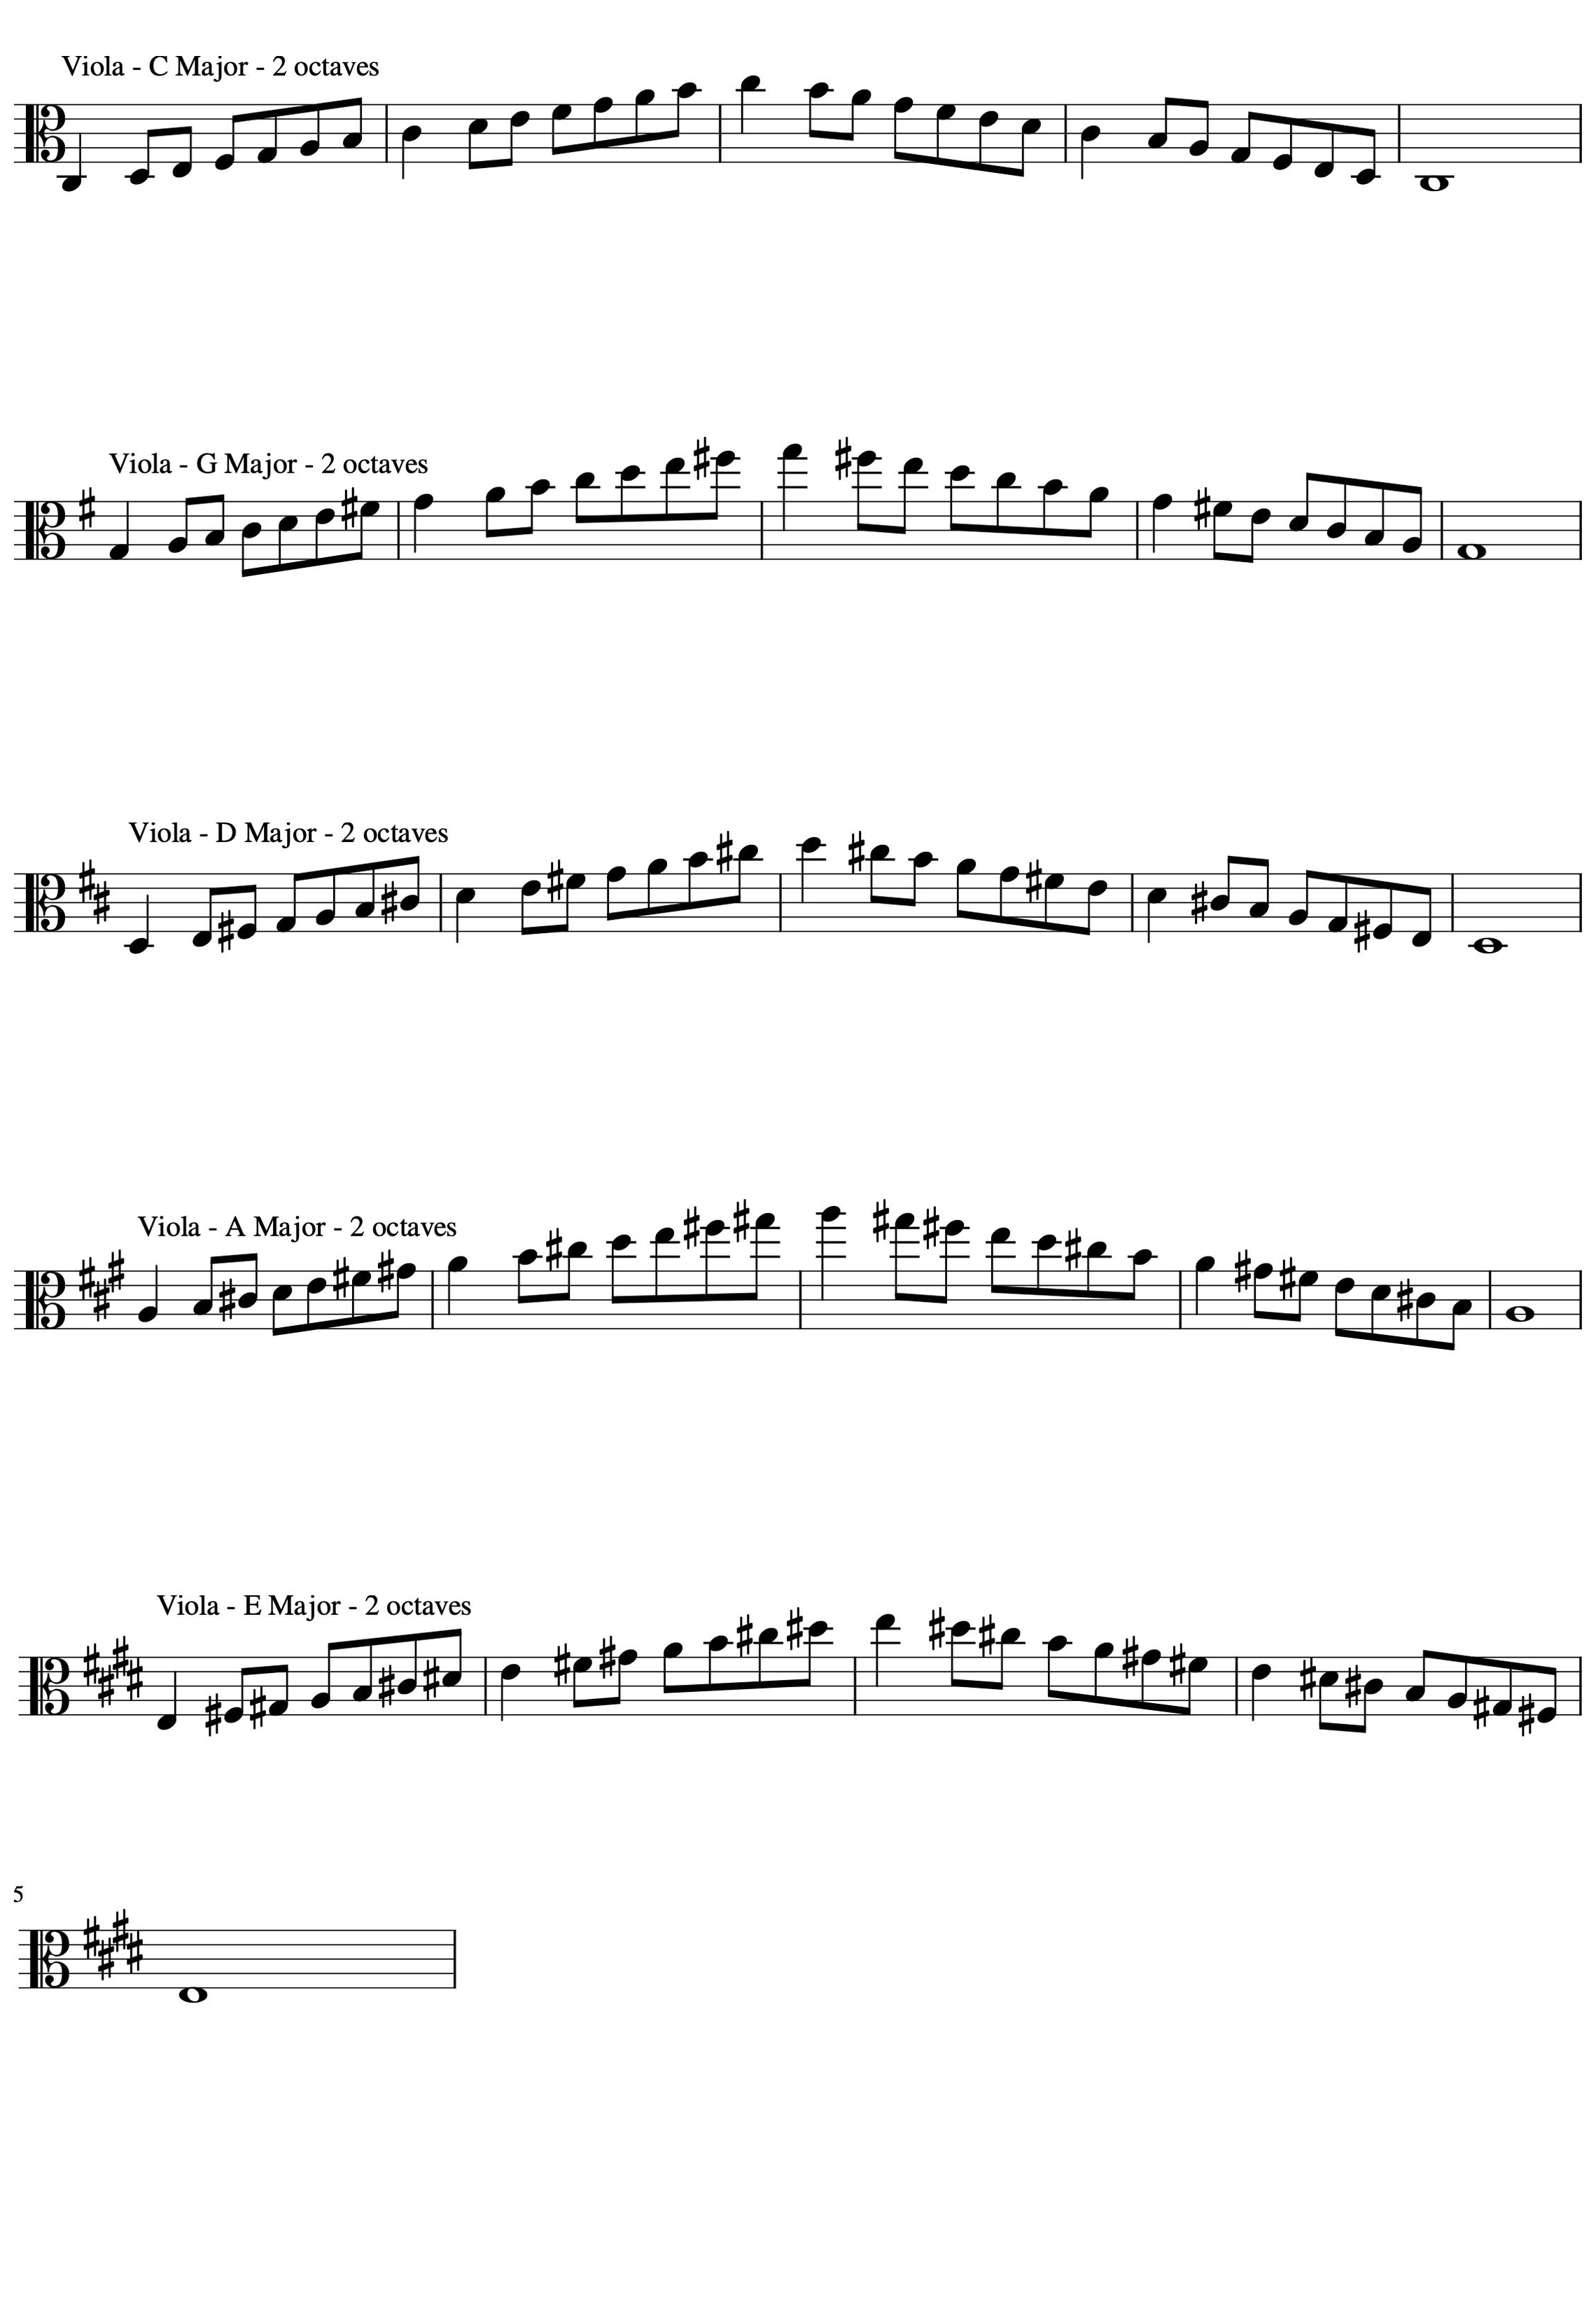 Viola - C Major - 2 octaves
Viola - G Major - 2 octaves
Viola - D Major - 2 octaves
Viola - A Major - 2 octaves
Viola - E Major - 2 octaves
5